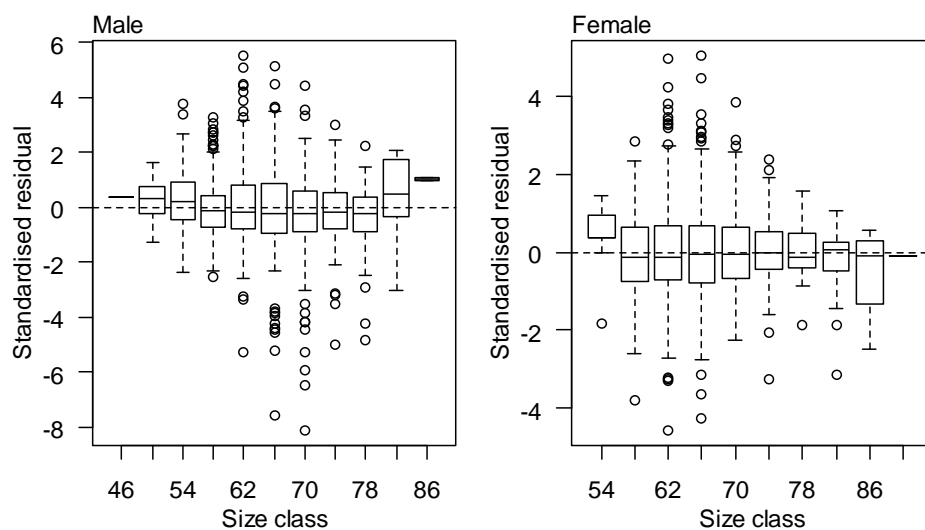 Male
Standardised residual
6
4
2
0
-2
-4
-6
-8
46 54 62 70 78 86
Size class
Female
Standardised residual
4
2
0
-2
-4
54 62 70 78 86
Size class